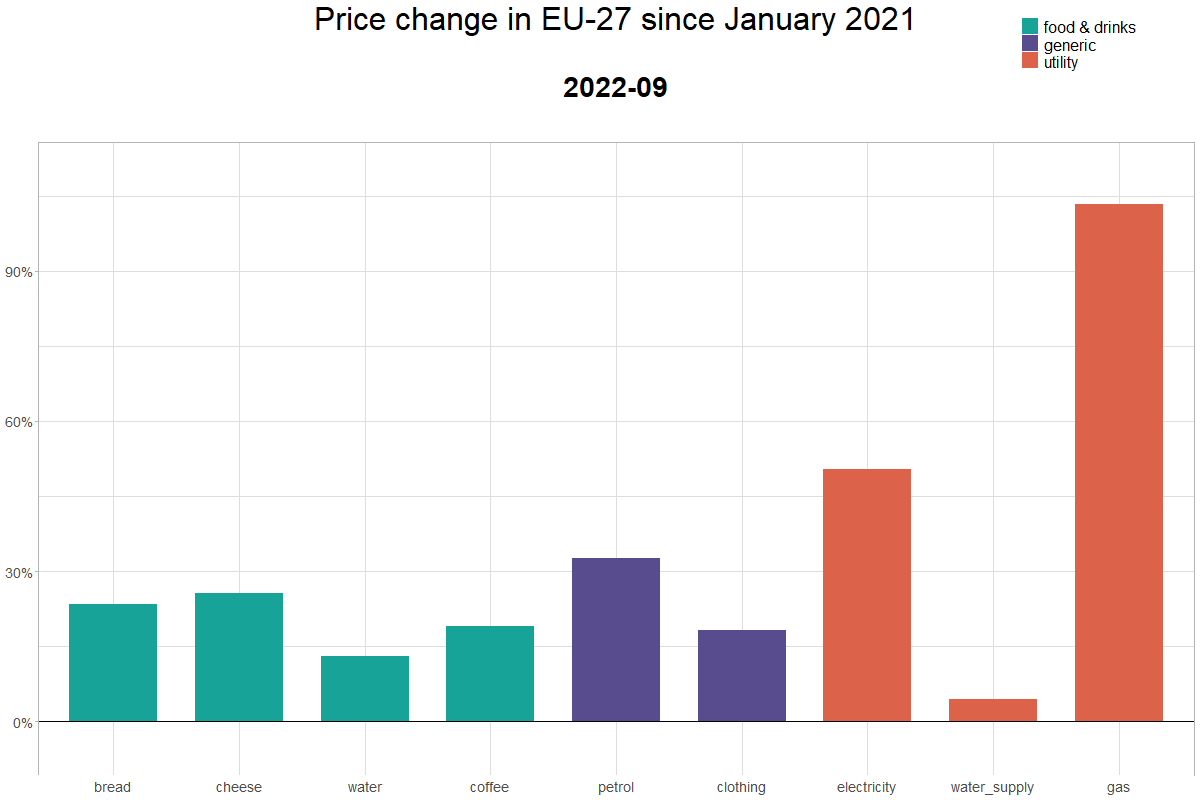 Price change in EU-27 since January 2021
food & drinks
generic
utility
2022-09
90%
60%
30%
0%
bread cheese water coffee petrol clothing electricity water_supply gas